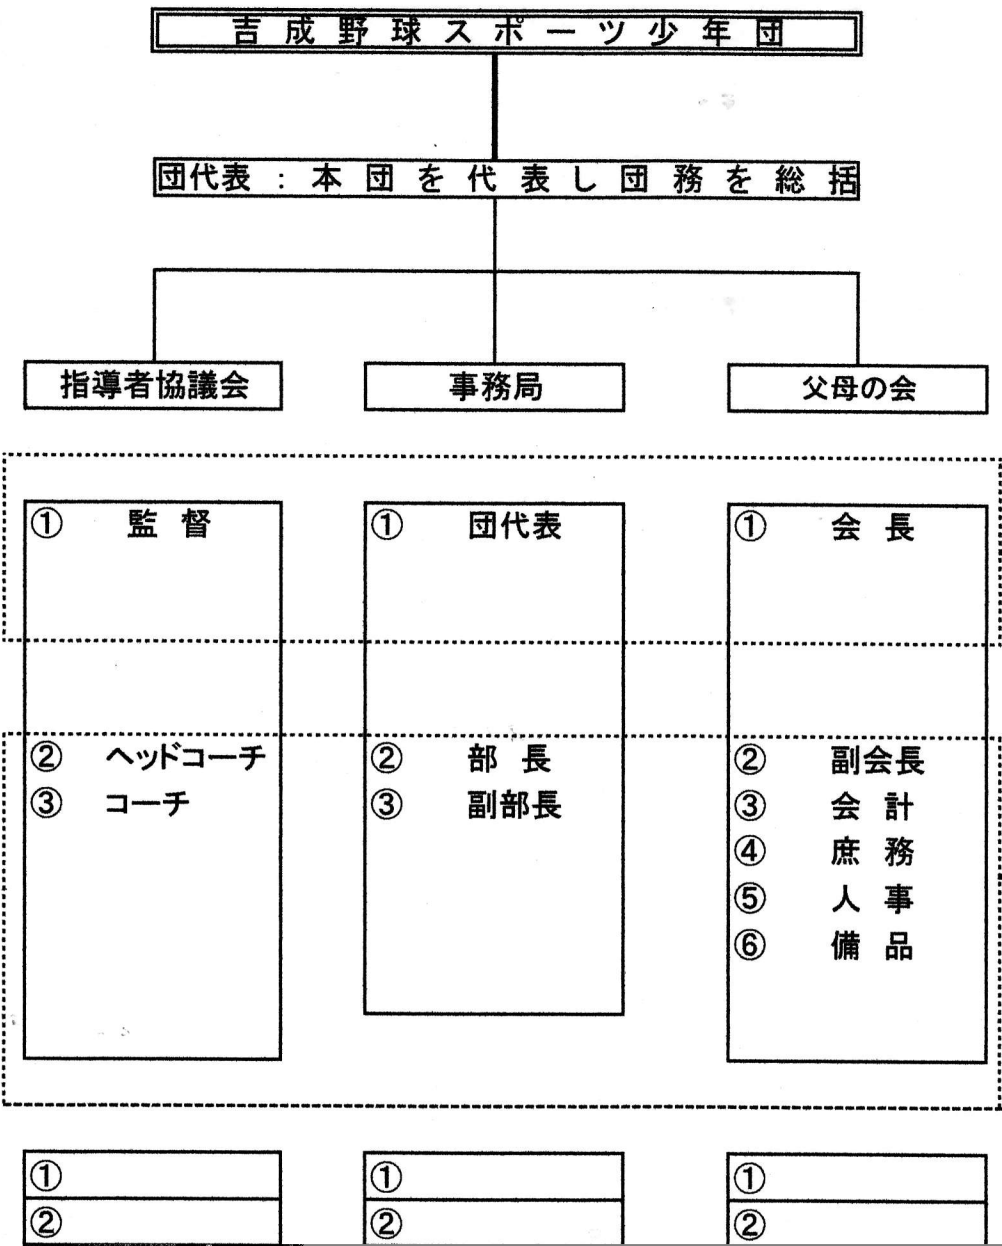 吉成野球スポーツ少年団
団代表：本団を代表し団務を総括
指導者協議会 事務局 父母の会
① 監督 ① 団代表 ① 会長
② ヘッドコーチ ② 部長 ② 副会長
③ コーチ ③ 副部長 ③ 会計
④ 庶務
⑤ 人事
⑥ 備品
① ① ①
② ② ②